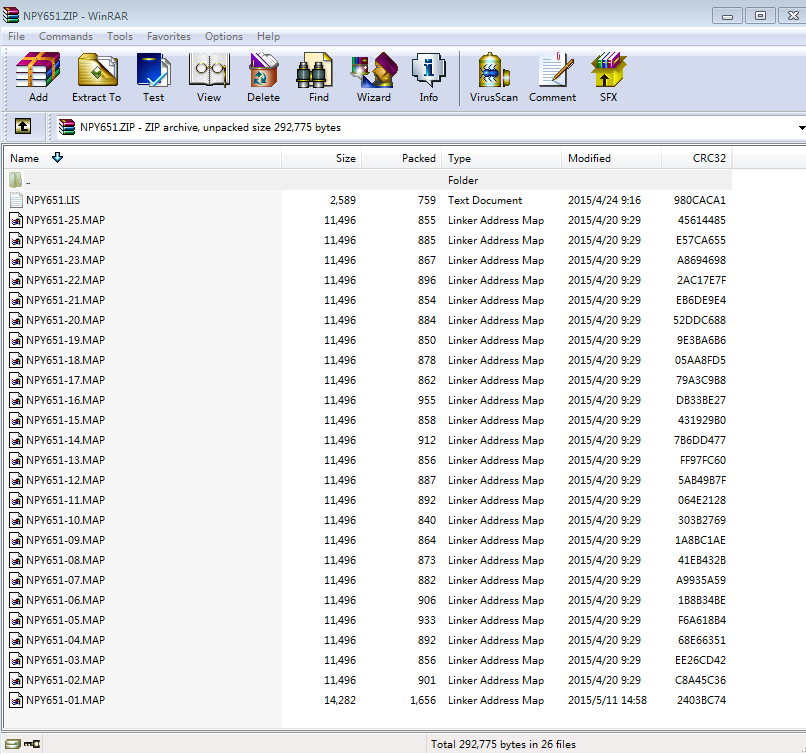 NPY651.ZIP - WinRAR
File Commands Tools Favorites Options Help
Add Extract To Test View Delete Find Wizard Info VirusScan Comment SFX
NPY651.ZIP - ZIP archive, unpacked size 292,775 bytes
Name Size Packed Type Modified CRC32
.. Folder
NPY651.LIS 2,589 759 Text Document 2015/4/24 9:16 980CACA1
NPY651-25.MAP 11,496 855 Linker Address Map 2015/4/20 9:29 45614485
NPY651-24.MAP 11,496 885 Linker Address Map 2015/4/20 9:29 E57CA655
NPY651-23.MAP 11,496 867 Linker Address Map 2015/4/20 9:29 A8694698
NPY651-22.MAP 11,496 896 Linker Address Map 2015/4/20 9:29 2AC17E7F
NPY651-21.MAP 11,496 854 Linker Address Map 2015/4/20 9:29 EB6DE9E4
NPY651-20.MAP 11,496 884 Linker Address Map 2015/4/20 9:29 52DDC688
NPY651-19.MAP 11,496 850 Linker Address Map 2015/4/20 9:29 9E3BA6B6
NPY651-18.MAP 11,496 878 Linker Address Map 2015/4/20 9:29 05AA8FD5
NPY651-17.MAP 11,496 862 Linker Address Map 2015/4/20 9:29 79A3C9B8
NPY651-16.MAP 11,496 955 Linker Address Map 2015/4/20 9:29 DB33BE27
NPY651-15.MAP 11,496 858 Linker Address Map 2015/4/20 9:29 431929B0
NPY651-14.MAP 11,496 912 Linker Address Map 2015/4/20 9:29 7B6DD477
NPY651-13.MAP 11,496 856 Linker Address Map 2015/4/20 9:29 FF97FC60
NPY651-12.MAP 11,496 887 Linker Address Map 2015/4/20 9:29 5AB49B7F
NPY651-11.MAP 11,496 892 Linker Address Map 2015/4/20 9:29 064E2128
NPY651-10.MAP 11,496 840 Linker Address Map 2015/4/20 9:29 303B2769
NPY651-09.MAP 11,496 864 Linker Address Map 2015/4/20 9:29 1A8BC1AE
NPY651-08.MAP 11,496 873 Linker Address Map 2015/4/20 9:29 41EB432B
NPY651-07.MAP 11,496 882 Linker Address Map 2015/4/20 9:29 A9935A59
NPY651-06.MAP 11,496 906 Linker Address Map 2015/4/20 9:29 1B8B34BE
NPY651-05.MAP 11,496 933 Linker Address Map 2015/4/20 9:29 F6A618B4
NPY651-04.MAP 11,496 892 Linker Address Map 2015/4/20 9:29 68E66351
NPY651-03.MAP 11,496 856 Linker Address Map 2015/4/20 9:29 EE26CD42
NPY651-02.MAP 11,496 901 Linker Address Map 2015/4/20 9:29 C8A45C36
NPY651-01.MAP 14,282 1,656 Linker Address Map 2015/5/11 14:58 2403BC74
Total 292,775 bytes in 26 files